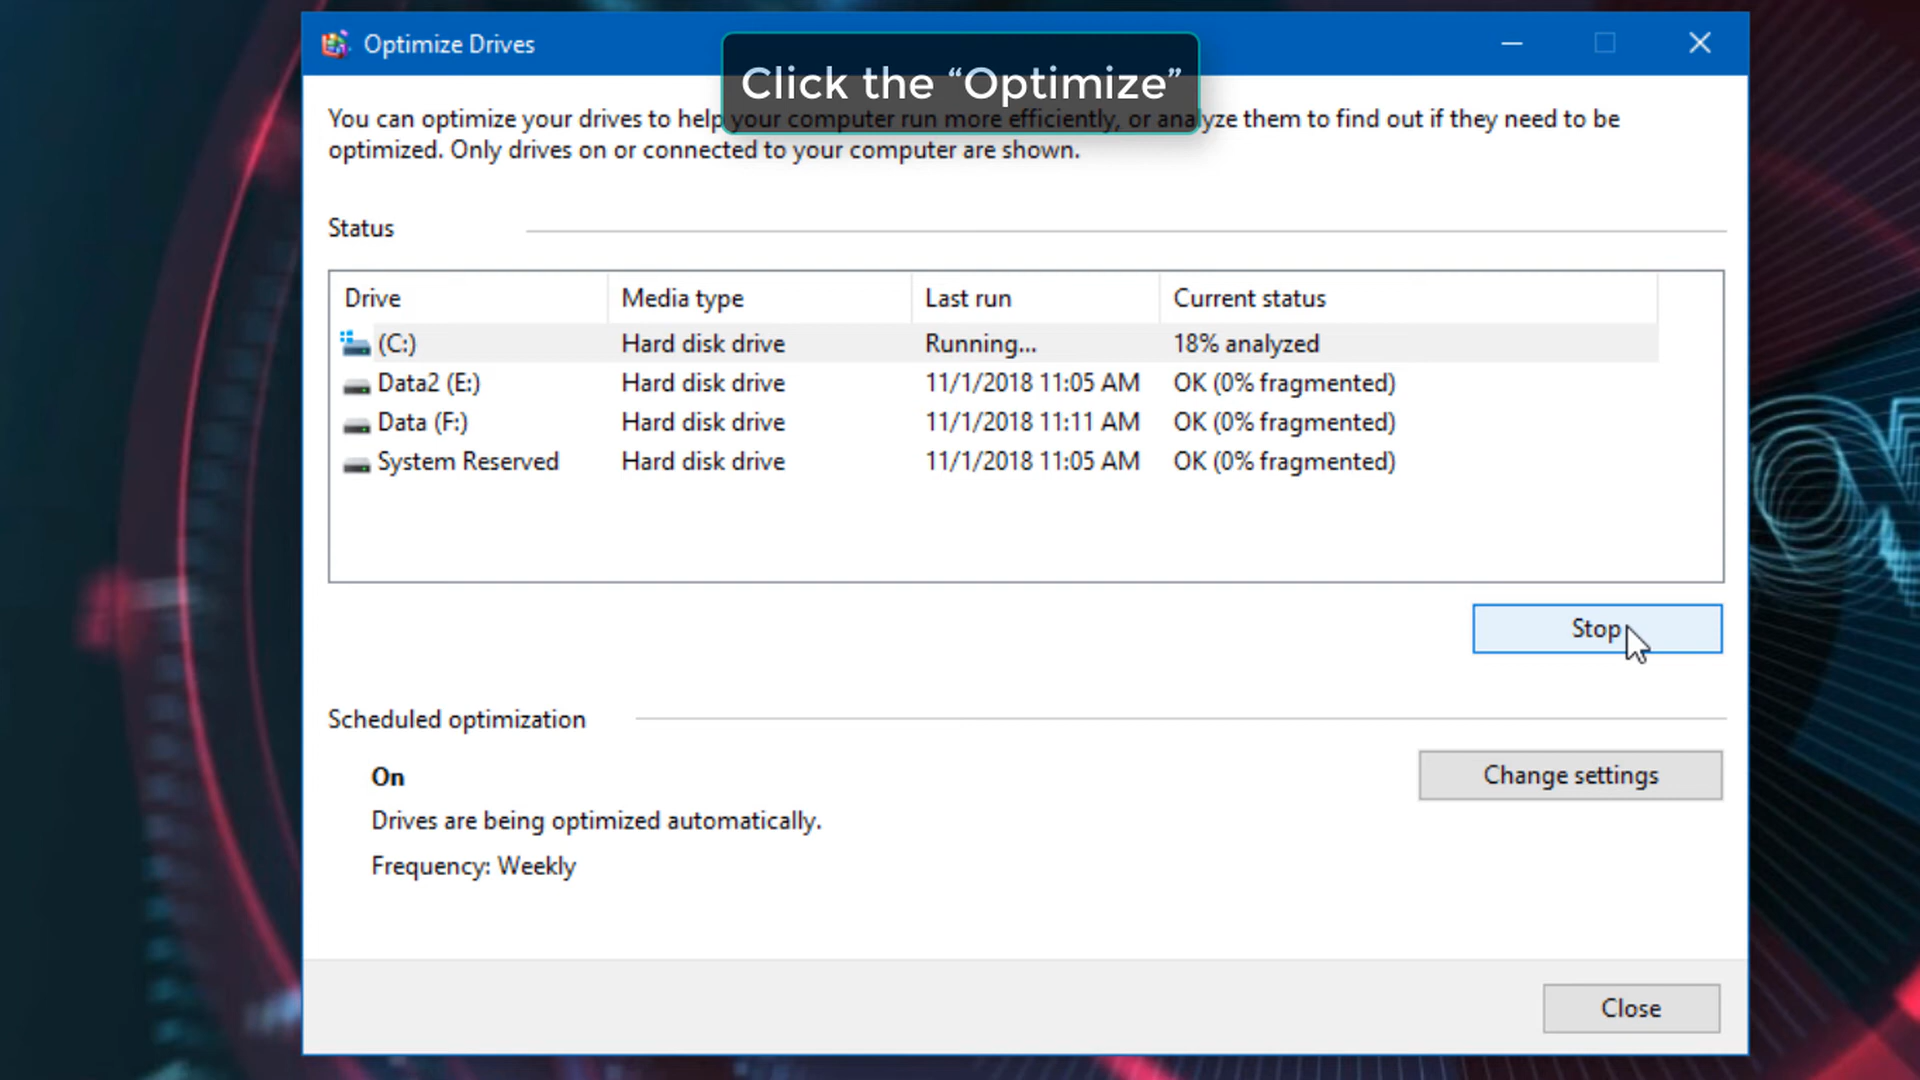 Optimize Drives
Click the “Optimize”
You can optimize your drives to help your computer run more efficiently, or analyze them to find out if they need to be
optimized. Only drives on or connected to your computer are shown.
Status
Drive Media type Last run Current status
(C:) Hard disk drive Running... 18% analyzed
Data2 (E:) Hard disk drive 11/1/2018 11:05 AM OK (0% fragmented)
Data (F:) Hard disk drive 11/1/2018 11:11 AM OK (0% fragmented)
System Reserved Hard disk drive 11/1/2018 11:05 AM OK (0% fragmented)
Stop
Scheduled optimization
On
Change settings
Drives are being optimized automatically.
Frequency: Weekly
Close